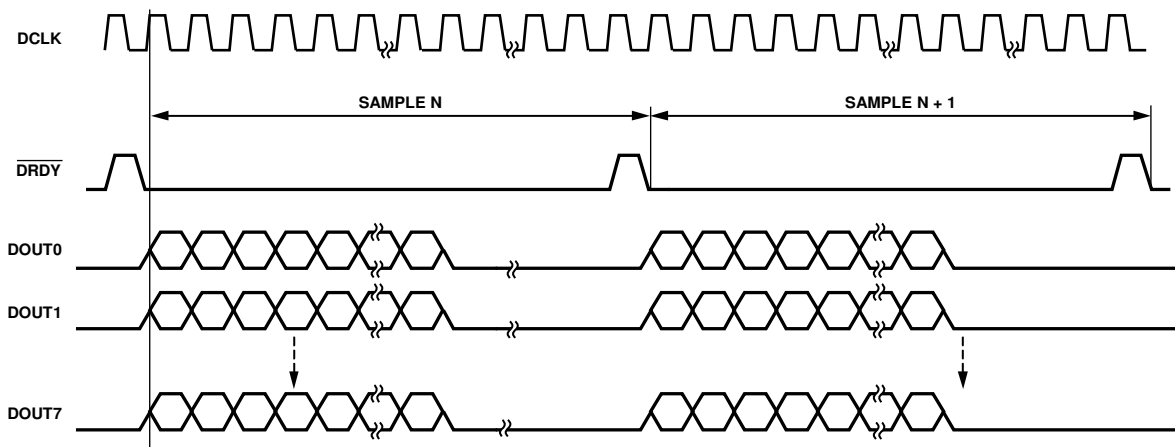 DCLK
SAMPLE N
SAMPLE N + 1
DRDY
DOUT0
DOUT1
DOUT7